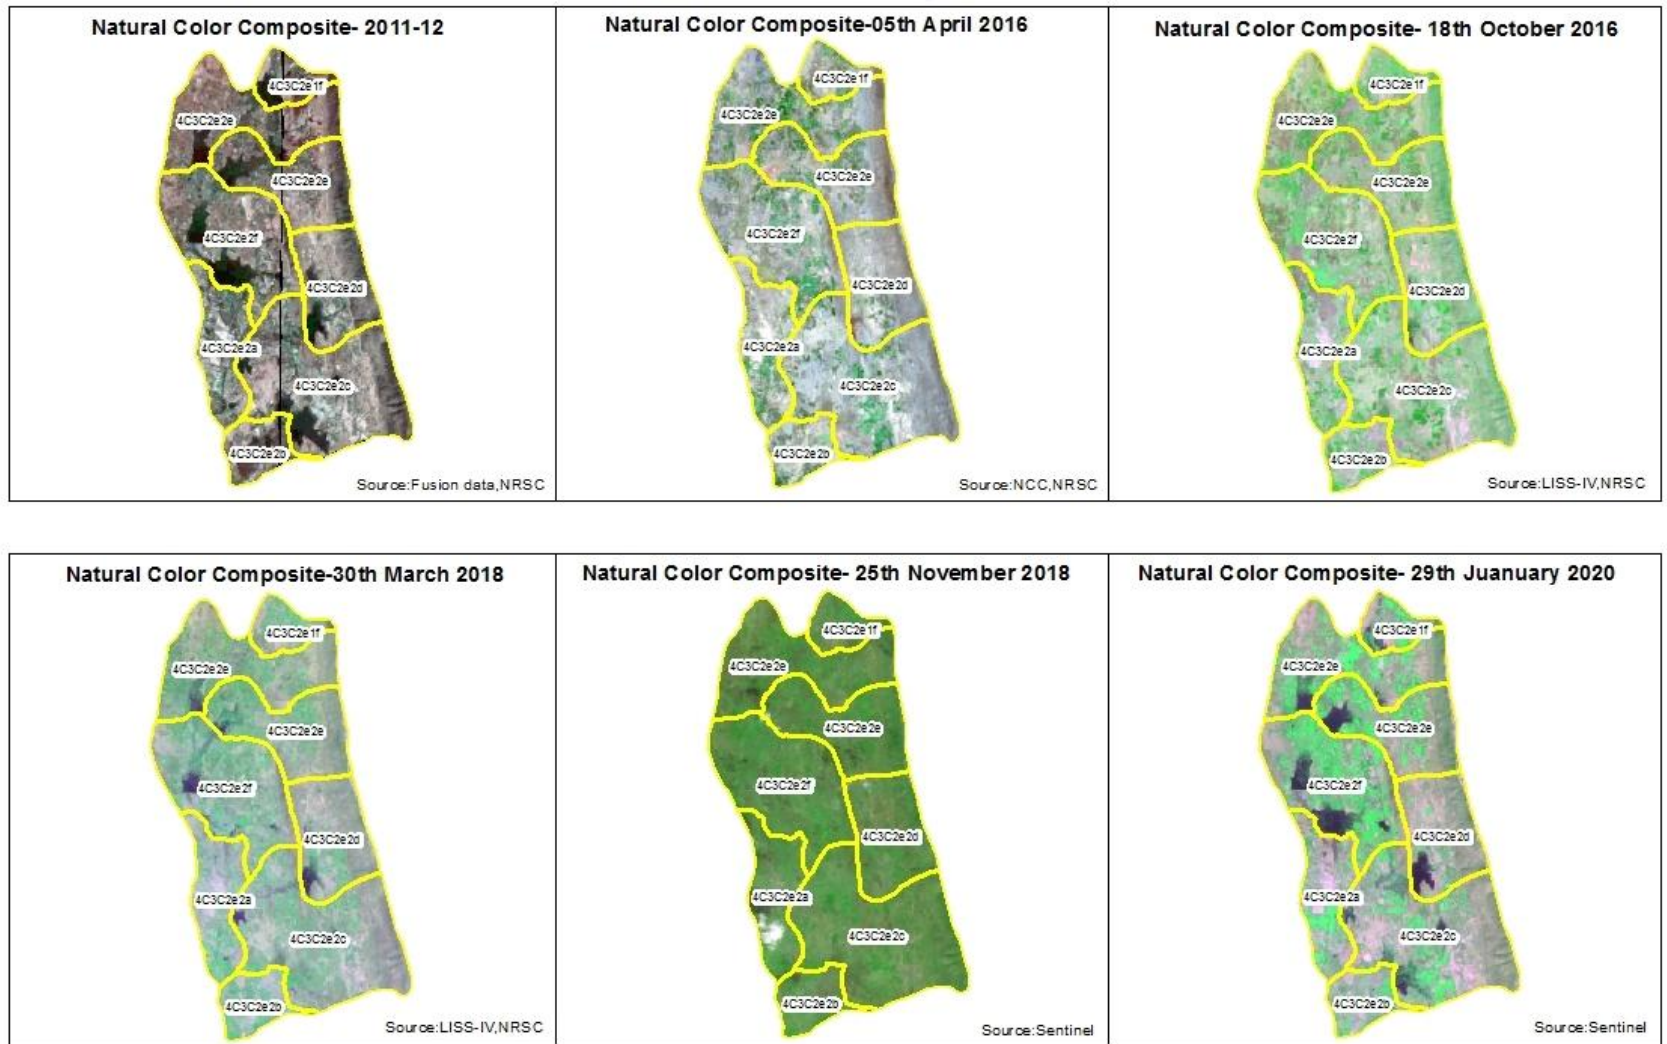 Natural Color Composite- 2011-12
4C3C2e1f
4C3C2e2e
4C3C2e2e
4C3C2e2f
4C3C2e2d
4C3C2e2a
4C3C2e2c
4C3C2e2b
Source:Fusion data,NRSC
Natural Color Composite-05th April 2016
4C3C2e1f
4C3C2e2e
4C3C2e2e
4C3C2e2f
4C3C2e2d
4C3C2e2a
4C3C2e2c
4C3C2e2b
Source:NCC,NRSC
Natural Color Composite- 18th October 2016
4C3C2e1f
4C3C2e2e
4C3C2e2e
4C3C2e2f
4C3C2e2d
4C3C2e2a
4C3C2e2c
4C3C2e2b
Source:LISS-IV,NRSC
Natural Color Composite-30th March 2018
4C3C2e1f
4C3C2e2e
4C3C2e2e
4C3C2e2f
4C3C2e2d
4C3C2e2a
4C3C2e2c
4C3C2e2b
Source:LISS-IV,NRSC
Natural Color Composite- 25th November 2018
4C3C2e1f
4C3C2e2e
4C3C2e2e
4C3C2e2f
4C3C2e2d
4C3C2e2a
4C3C2e2c
4C3C2e2b
Source:Sentinel
Natural Color Composite- 29th Juanuary 2020
4C3C2e1f
4C3C2e2e
4C3C2e2e
4C3C2e2f
4C3C2e2d
4C3C2e2a
4C3C2e2c
4C3C2e2b
Source:Sentinel